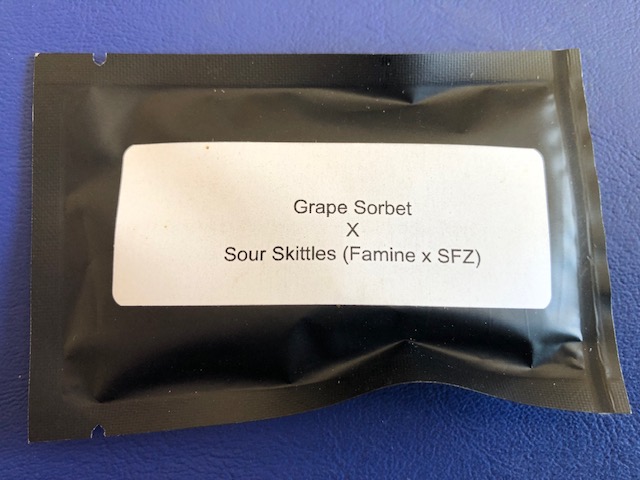 Grape Sorbet
X
Sour Skittles (Famine x SFZ)